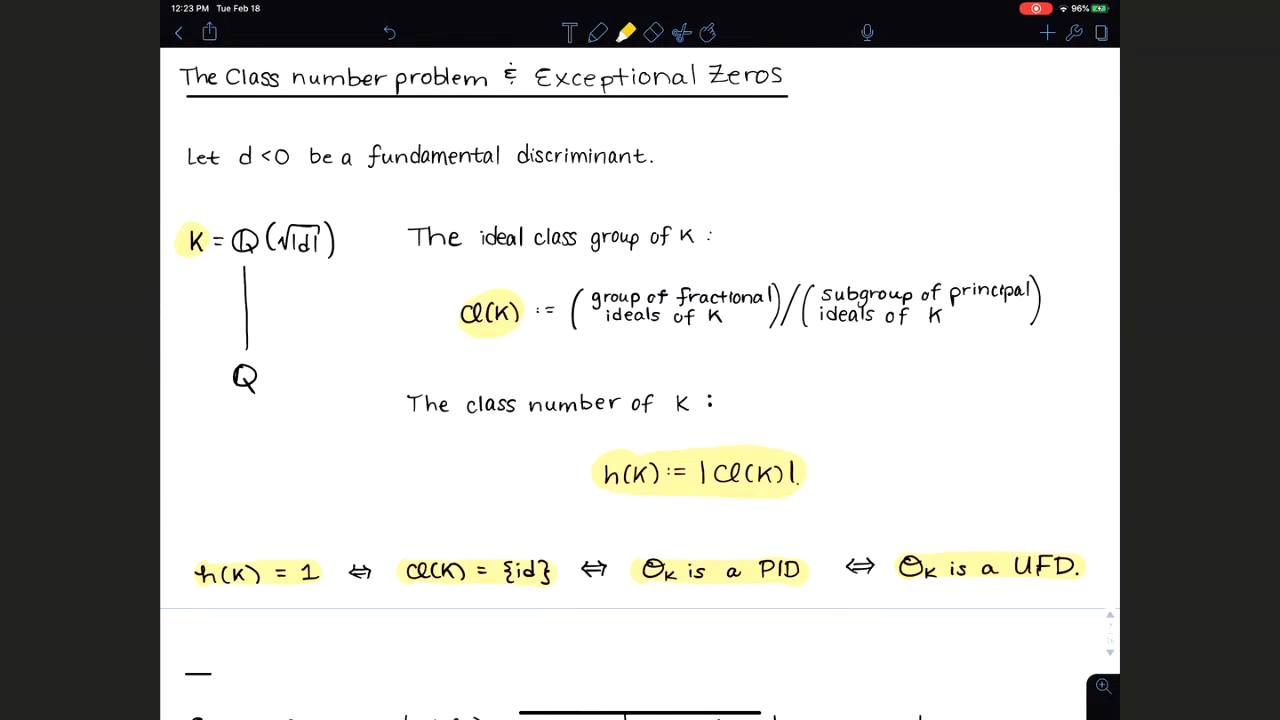 12:23 PM Tue Feb 18
96%
The Class number problem & Exceptional Zeros
Let d <0 be a fundamental discriminant.
K = Q (√|d|)
The ideal class group of K :
Cl(K) := (group of fractional ideals of K) / (subgroup of principal ideals of K)
Q
The class number of K :
h(K) := | Cl(K) |.
h(K) = 1 ⇔ Cl(K) = {id} ⇔ O_K is a PID ⇔ O_K is a UFD.